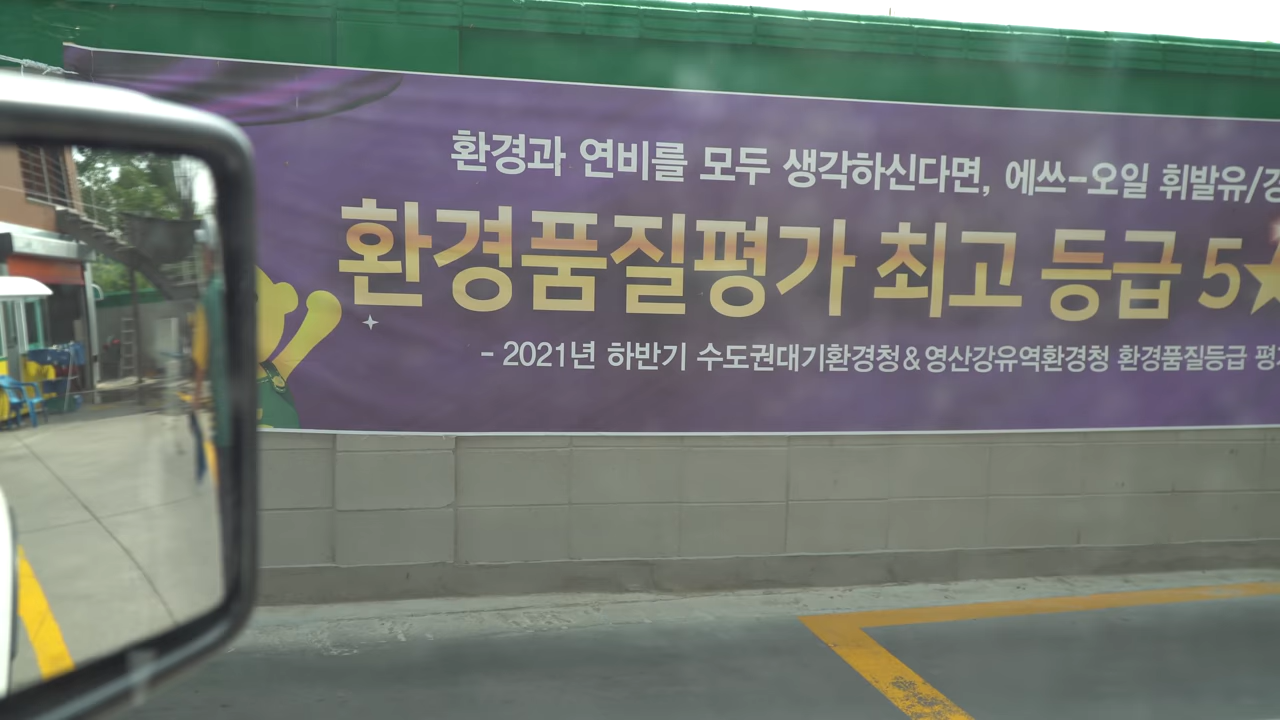 환경과 연비를 모두 생각하신다면, 에쓰-오일 휘발유/경
환경품질평가 최고 등급 5★
- 2021년 하반기 수도권대기환경청&영산강유역환경청 환경품질등급 평가